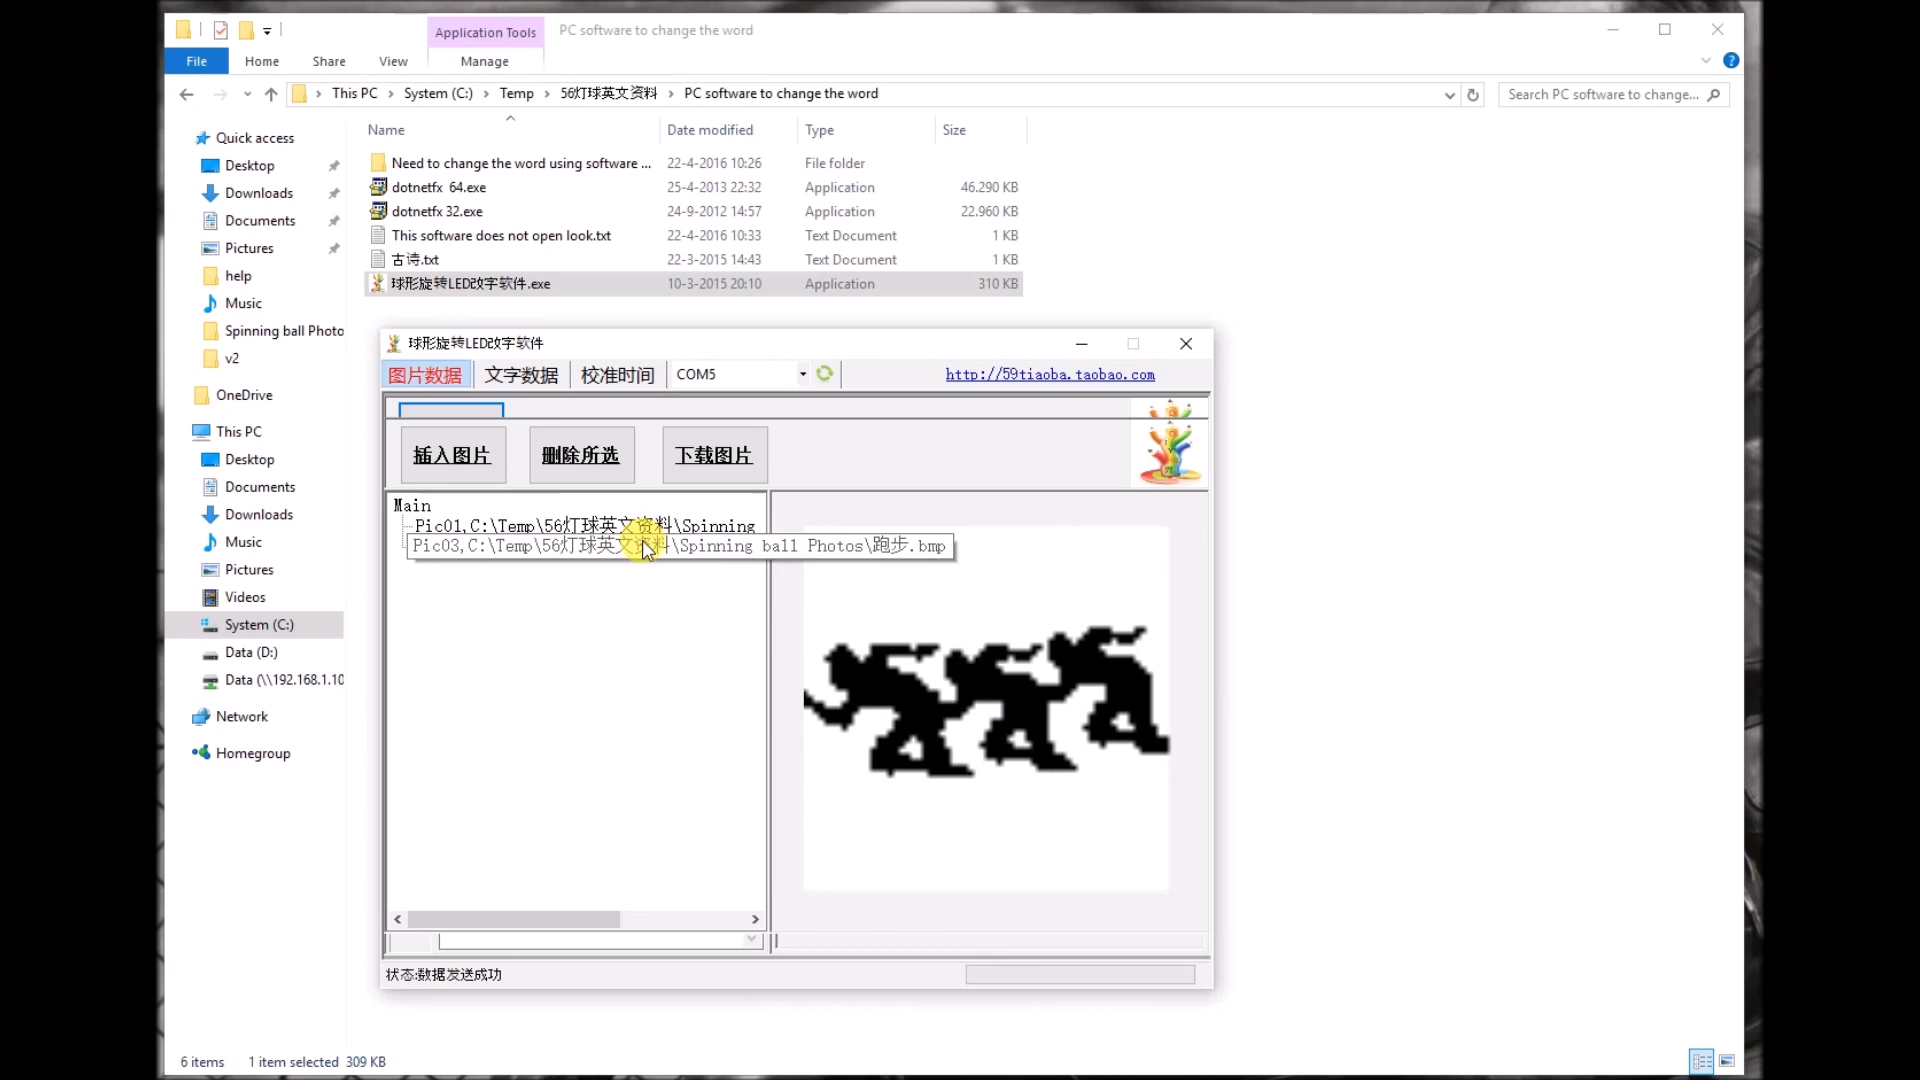 Application Tools PC software to change the word
File Home Share View Manage
This PC System (C:) Temp 56灯球英文资料 PC software to change the word Search PC software to change...
Name Date modified Type Size
Quick access
Desktop
Downloads
Documents
Pictures
help
Music
Spinning ball Photo
v2
OneDrive
This PC
Desktop
Documents
Downloads
Music
Pictures
Videos
System (C:)
Data (D:)
Data (\\192.168.1.10
Network
Homegroup
Need to change the word using software ... 22-4-2016 10:26 File folder
dotnetfx 64.exe 25-4-2013 22:32 Application 46.290 KB
dotnetfx 32.exe 24-9-2012 14:57 Application 22.960 KB
This software does not open look.txt 22-4-2016 10:33 Text Document 1 KB
古诗.txt 22-3-2015 14:43 Text Document 1 KB
球形旋转LED改字软件.exe 10-3-2015 20:10 Application 310 KB
球形旋转LED改字软件
图片数据 文字数据 校准时间 COM5 http://59tiaoba.taobao.com
插入图片 删除所选 下载图片
Main
Pic01,C:\Temp\56灯球英文资料\Spinning
Pic03,C:\Temp\56灯球英文资料\Spinning ball Photos\跑步.bmp
状态:数据发送成功
6 items 1 item selected 309 KB